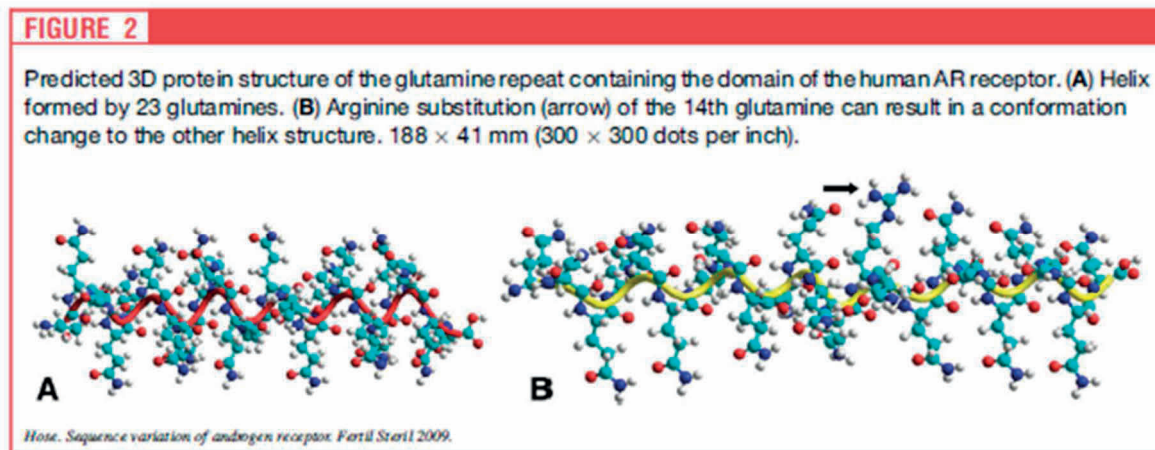 FIGURE 2
Predicted 3D protein structure of the glutamine repeat containing the domain of the human AR receptor. (A) Helix
formed by 23 glutamines. (B) Arginine substitution (arrow) of the 14th glutamine can result in a conformation
change to the other helix structure. 188 × 41 mm (300 × 300 dots per inch).
A
B
Hose. Sequence variation of androgen receptor. Fertil Steril 2009.